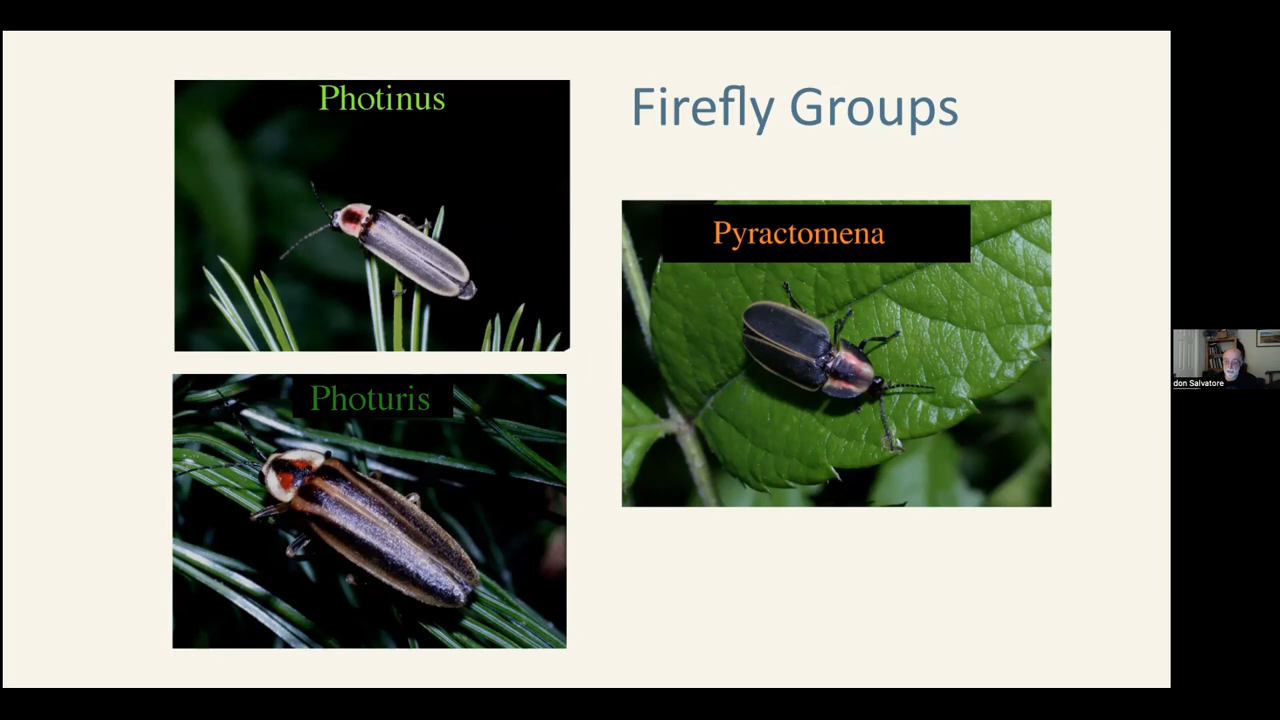 Photinus
Firefly Groups
Pyractomena
Photuris
don Salvatore